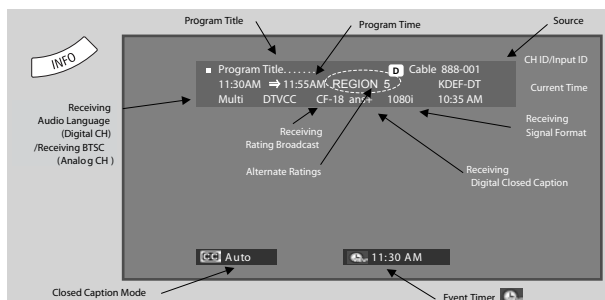 Program Title
Program Time
Source
INFO
Program Title.......
D Cable 888-001
CH ID/Input ID
11:30AM ⇒ 11:55AM REGION 5
KDEF-DT
Current Time
Multi DTVCC CF-18 ans+ 1080i 10:35 AM
Receiving
Audio Language
(Digital CH)
/Receiving BTSC
(Analog CH )
Receiving
Rating Broadcast
Alternate Ratings
Receiving
Signal Format
Receiving
Digital Closed Caption
CC Auto
11:30 AM
Closed Caption Mode
Event Timer